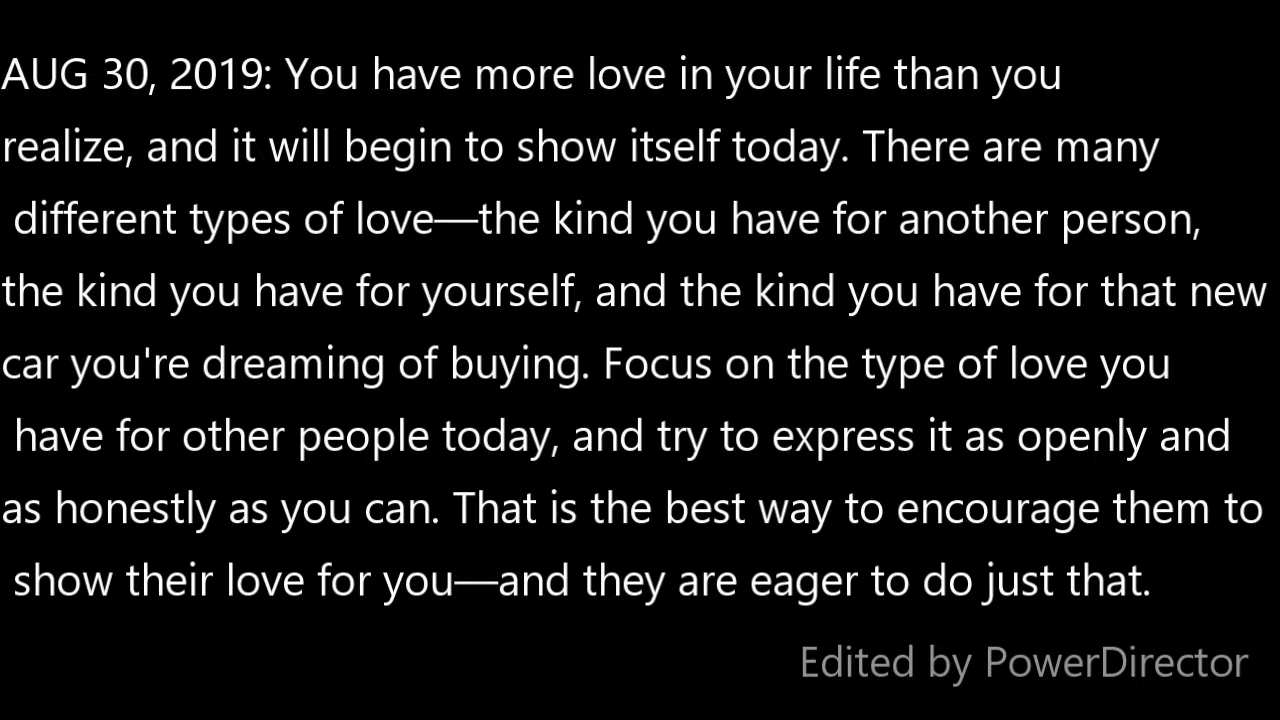 AUG 30, 2019: You have more love in your life than you
realize, and it will begin to show itself today. There are many
different types of love—the kind you have for another person,
the kind you have for yourself, and the kind you have for that new
car you're dreaming of buying. Focus on the type of love you
have for other people today, and try to express it as openly and
as honestly as you can. That is the best way to encourage them to
show their love for you—and they are eager to do just that.
Edited by PowerDirector